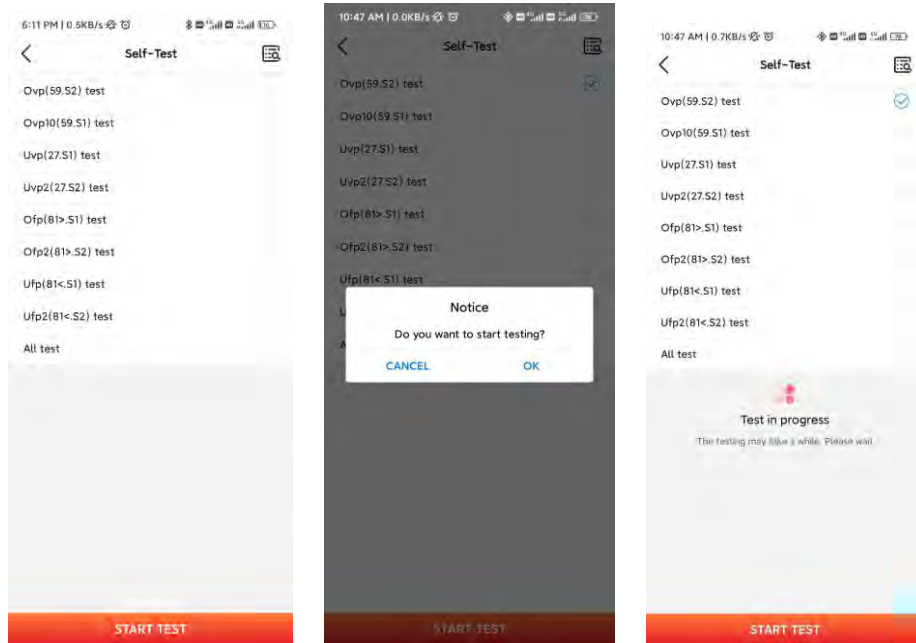 6:11 PM | 0.5KB/s
Self-Test
Ovp(59.S2) test
Ovp10(59.S1) test
Uvp(27.S1) test
Uvp2(27.S2) test
Ofp(81>.S1) test
Ofp2(81>.S2) test
Ufp(81<.S1) test
Ufp2(81<.S2) test
All test
START TEST
10:47 AM | 0.0KB/s
Self-Test
Ovp(59.S2) test
Ovp10(59.S1) test
Uvp(27.S1) test
Uvp2(27.S2) test
Ofp(81>.S1) test
Ofp2(81>.S2) test
Ufp(81<.S1) test
Notice
Do you want to start testing?
CANCEL OK
START TEST
10:47 AM | 0.7KB/s
Self-Test
Ovp(59.S2) test
Ovp10(59.S1) test
Uvp(27.S1) test
Uvp2(27.S2) test
Ofp(81>.S1) test
Ofp2(81>.S2) test
Ufp(81<.S1) test
Ufp2(81<.S2) test
All test
Test in progress
The testing may take a while. Please wait.
START TEST